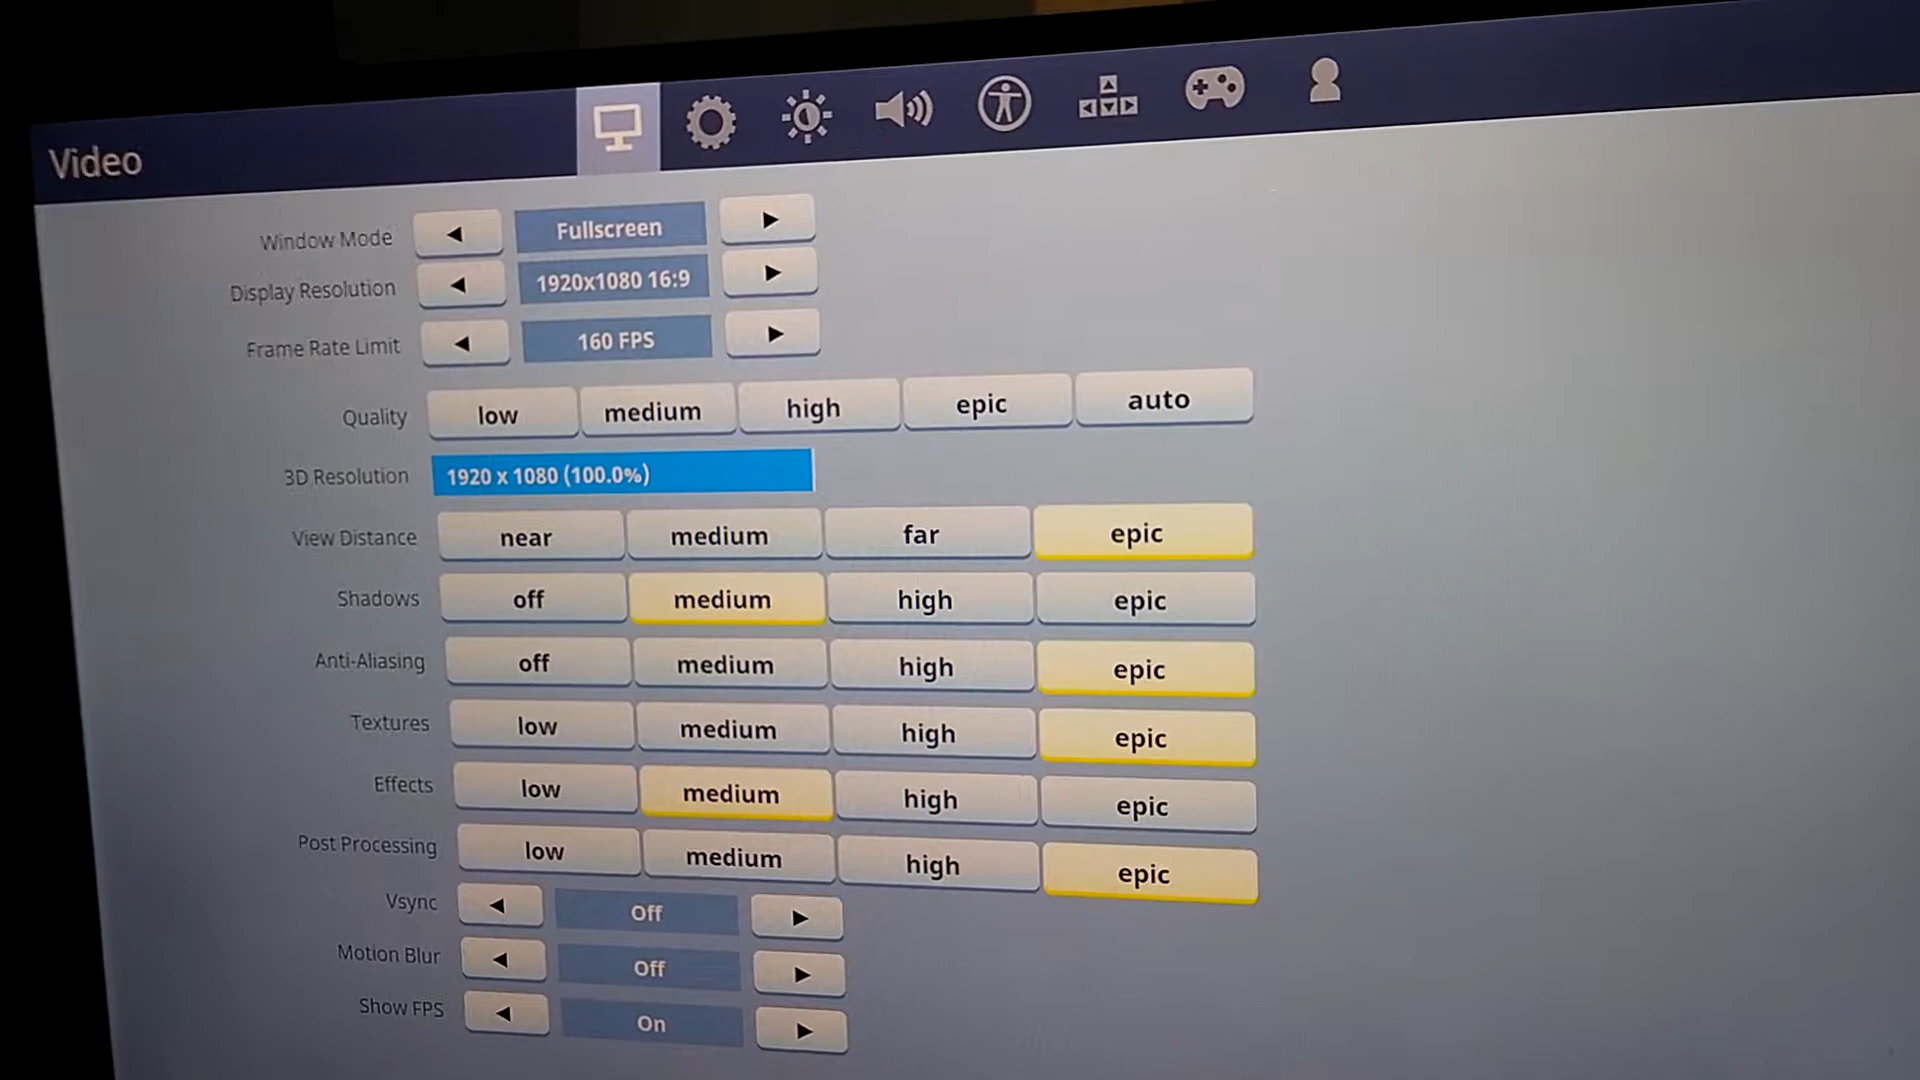 Video
Window Mode Fullscreen
Display Resolution 1920x1080 16:9
Frame Rate Limit 160 FPS
Quality low medium high epic auto
3D Resolution 1920 x 1080 (100.0%)
View Distance near medium far epic
Shadows off medium high epic
Anti-Aliasing off medium high epic
Textures low medium high epic
Effects low medium high epic
Post Processing low medium high epic
Vsync Off
Motion Blur Off
Show FPS On